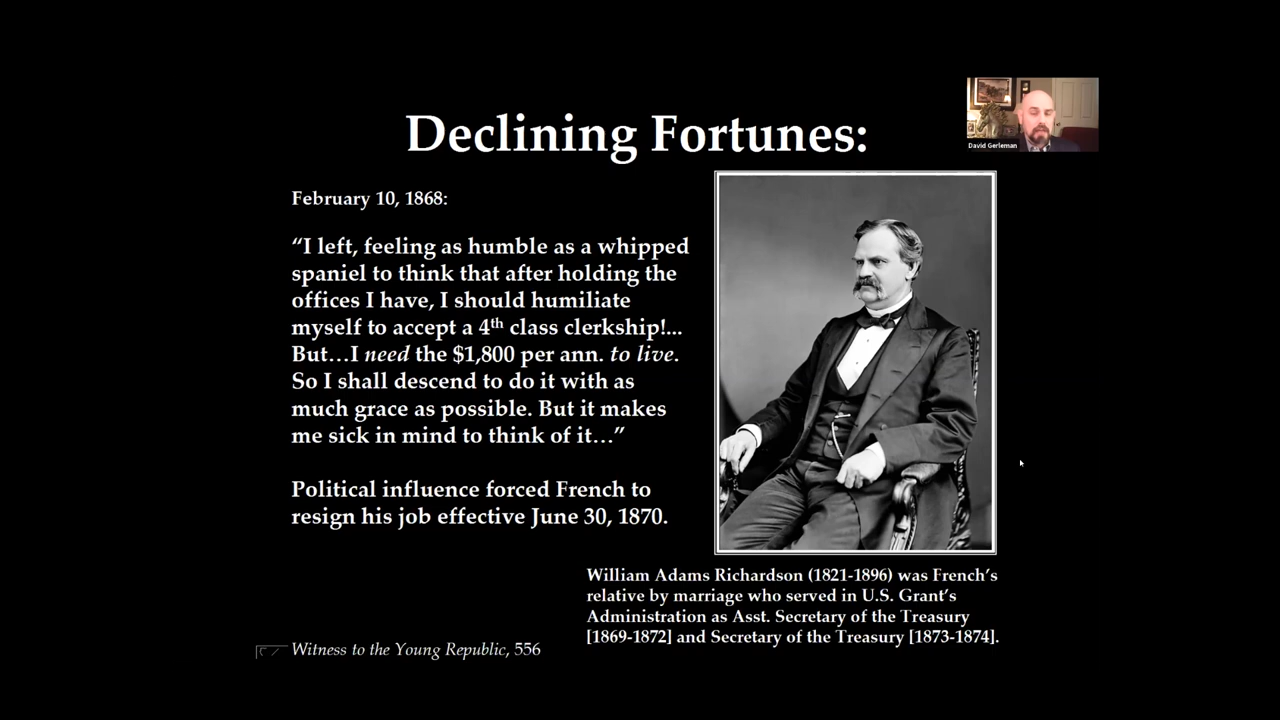 Declining Fortunes:
David Gerleman
February 10, 1868:
“I left, feeling as humble as a whipped
spaniel to think that after holding the
offices I have, I should humiliate
myself to accept a 4th class clerkship!...
But…I need the $1,800 per ann. to live.
So I shall descend to do it with as
much grace as possible. But it makes
me sick in mind to think of it…”
Political influence forced French to
resign his job effective June 30, 1870.
William Adams Richardson (1821-1896) was French’s
relative by marriage who served in U.S. Grant’s
Administration as Asst. Secretary of the Treasury
[1869-1872] and Secretary of the Treasury [1873-1874].
Witness to the Young Republic, 556